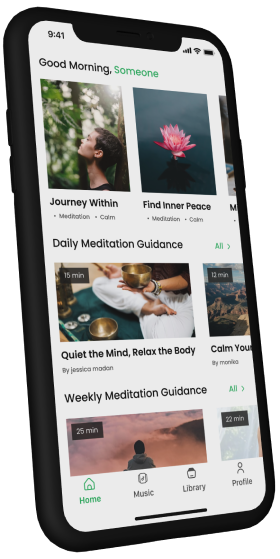 9:41
Good Morning, Someone
Journey Within
• Meditation • Calm
Find Inner Peace
• Meditation • Calm
M
Daily Meditation Guidance
All >
15 min
12 min
Quiet the Mind, Relax the Body
By jessica madan
Calm Your
By monika
Weekly Meditation Guidance
All >
25 min
22 min
Home
Music
Library
Profile